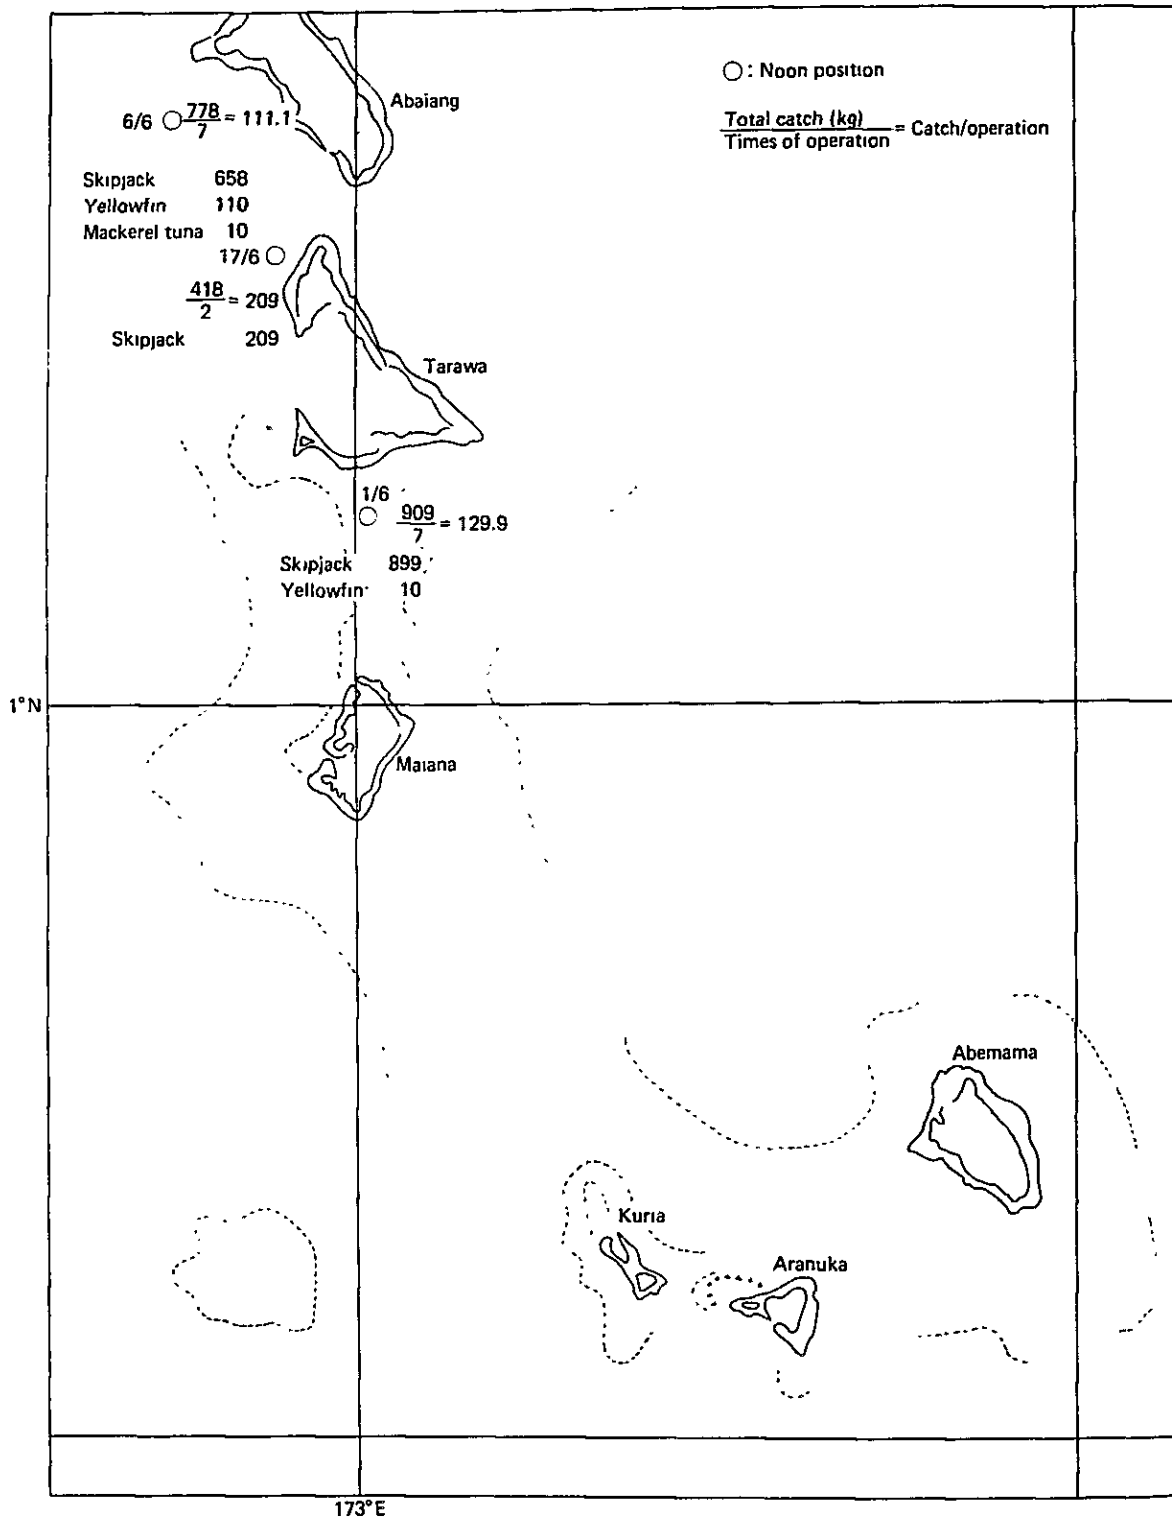 ○: Noon position
Total catch (kg)
Times of operation = Catch/operation
Abaiang
6/6 ○ 778/7 = 111.1
Skipjack 658
Yellowfin 110
Mackerel tuna 10
17/6 ○
418/2 = 209
Skipjack 209
Tarawa
1/6
○ 909/7 = 129.9
Skipjack 899
Yellowfin 10
1°N
Maiana
Abemama
Kuria
Aranuka
173°E